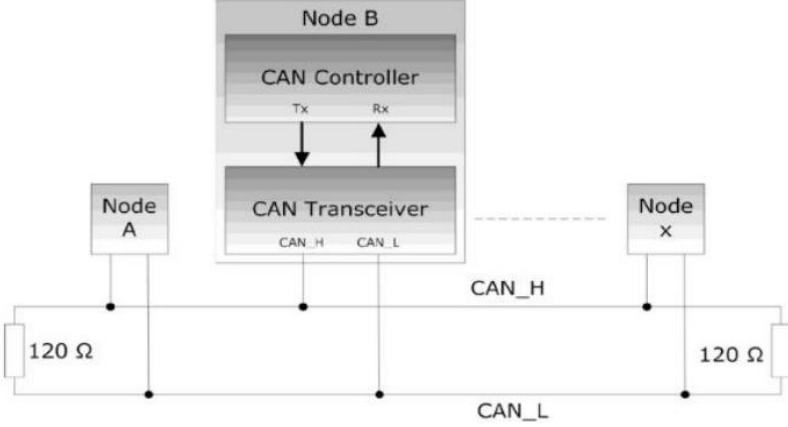 Node B
CAN Controller
Tx Rx
CAN Transceiver
CAN_H CAN_L
Node
A
Node
x
CAN_H
120 Ω
120 Ω
CAN_L